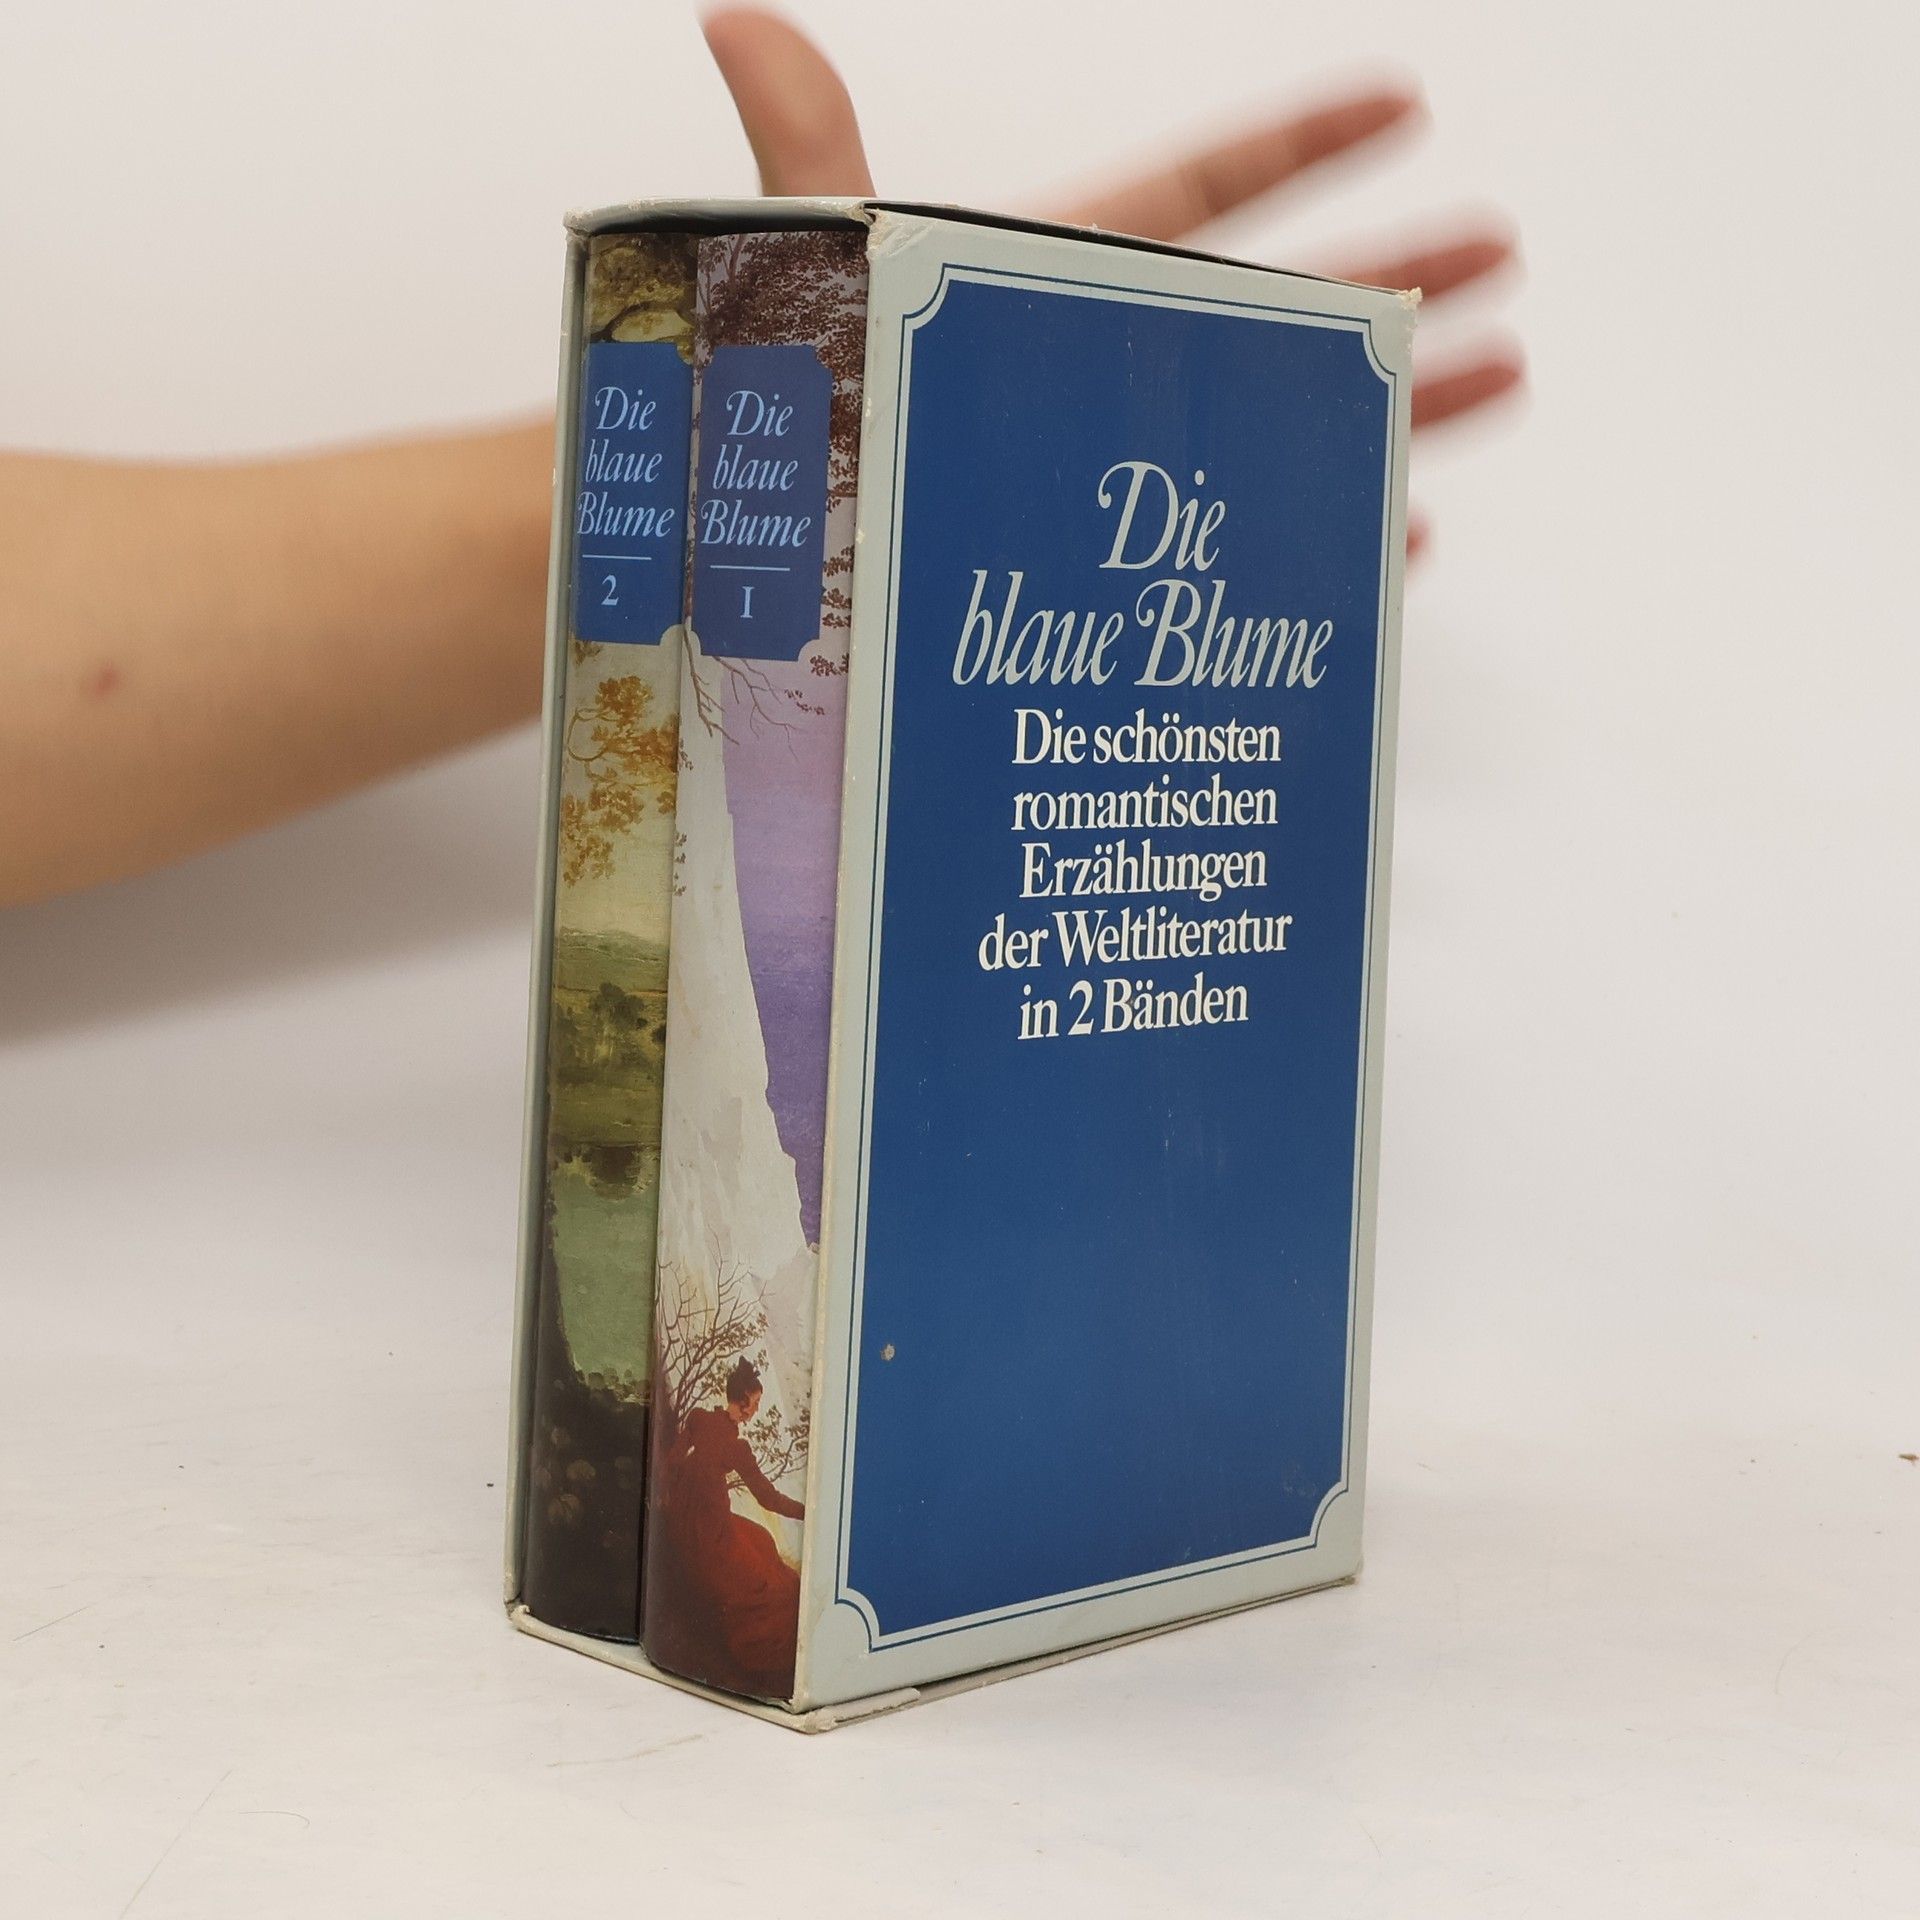 Die
blaue
Blume
2
Die
blaue
Blume
I
Die
blaue Blume
Die schönsten
romantischen
Erzählungen
der Weltliteratur
in 2 Bänden